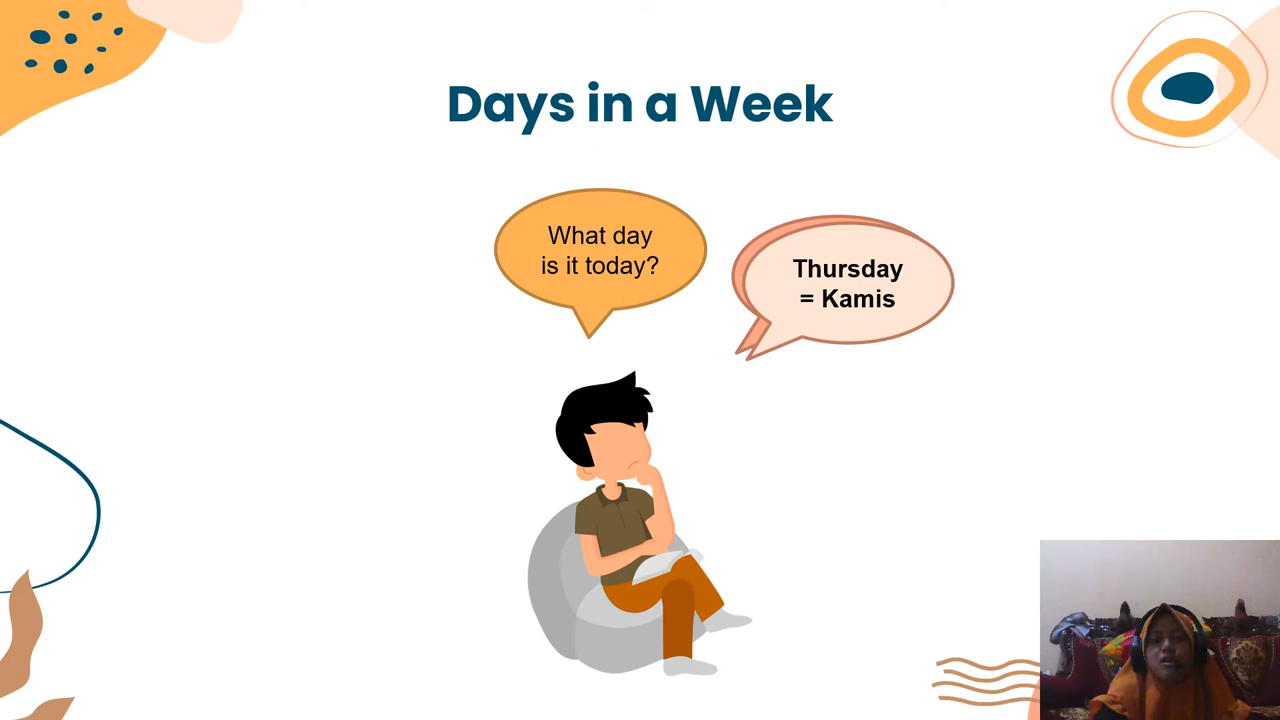 Days in a Week
What day
is it today?
Thursday
= Kamis